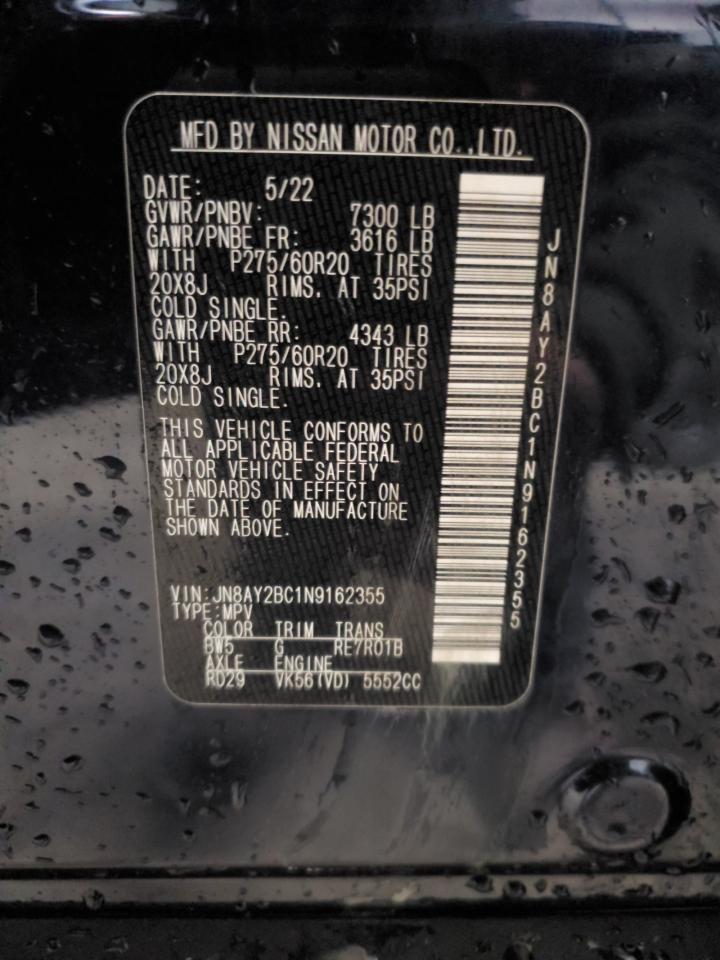 MFD BY NISSAN MOTOR CO.,LTD.
DATE: 5/22
GVWR/PNBV: 7300 LB
GAWR/PNBE FR: 3616 LB
WITH P275/60R20 TIRES
20X8J RIMS. AT 35PSI
COLD SINGLE.
GAWR/PNBE RR: 4343 LB
WITH P275/60R20 TIRES
20X8J RIMS. AT 35PSI
COLD SINGLE.
THIS VEHICLE CONFORMS TO
ALL APPLICABLE FEDERAL
MOTOR VEHICLE SAFETY
STANDARDS IN EFFECT ON
THE DATE OF MANUFACTURE
SHOWN ABOVE.
VIN:JN8AY2BC1N9162355
TYPE:MPV
COLOR TRIM TRANS
BW5 G RE7R01B
AXLE ENGINE
RD29 VK56(VD) 5552CC
JN8AY2BC1N9162355